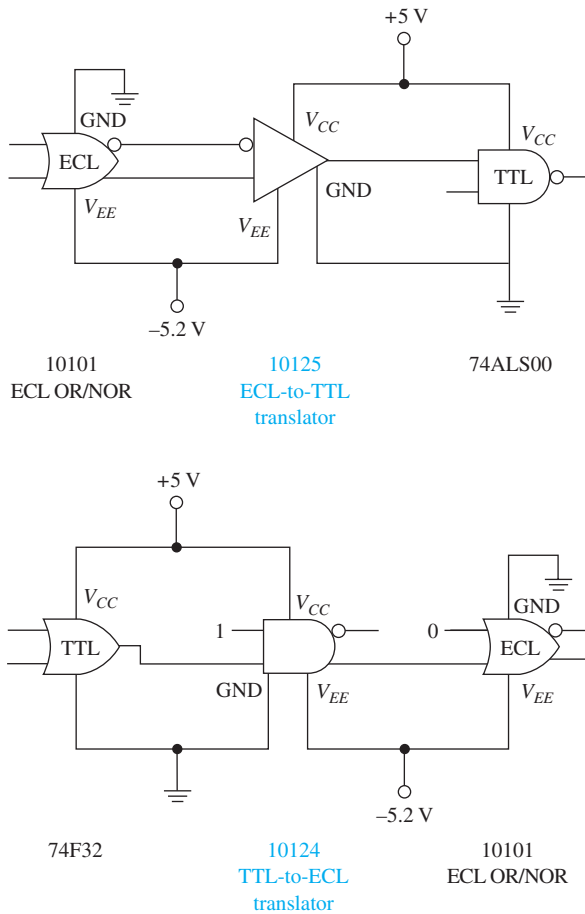 +5 V
GND
V_CC
V_CC
ECL
TTL
GND
V_EE
V_EE
–5.2 V
10101
ECL OR/NOR
10125
ECL-to-TTL
translator
74ALS00
+5 V
V_CC
V_CC
GND
TTL
1
0
ECL
GND
V_EE
V_EE
–5.2 V
74F32
10124
TTL-to-ECL
translator
10101
ECL OR/NOR